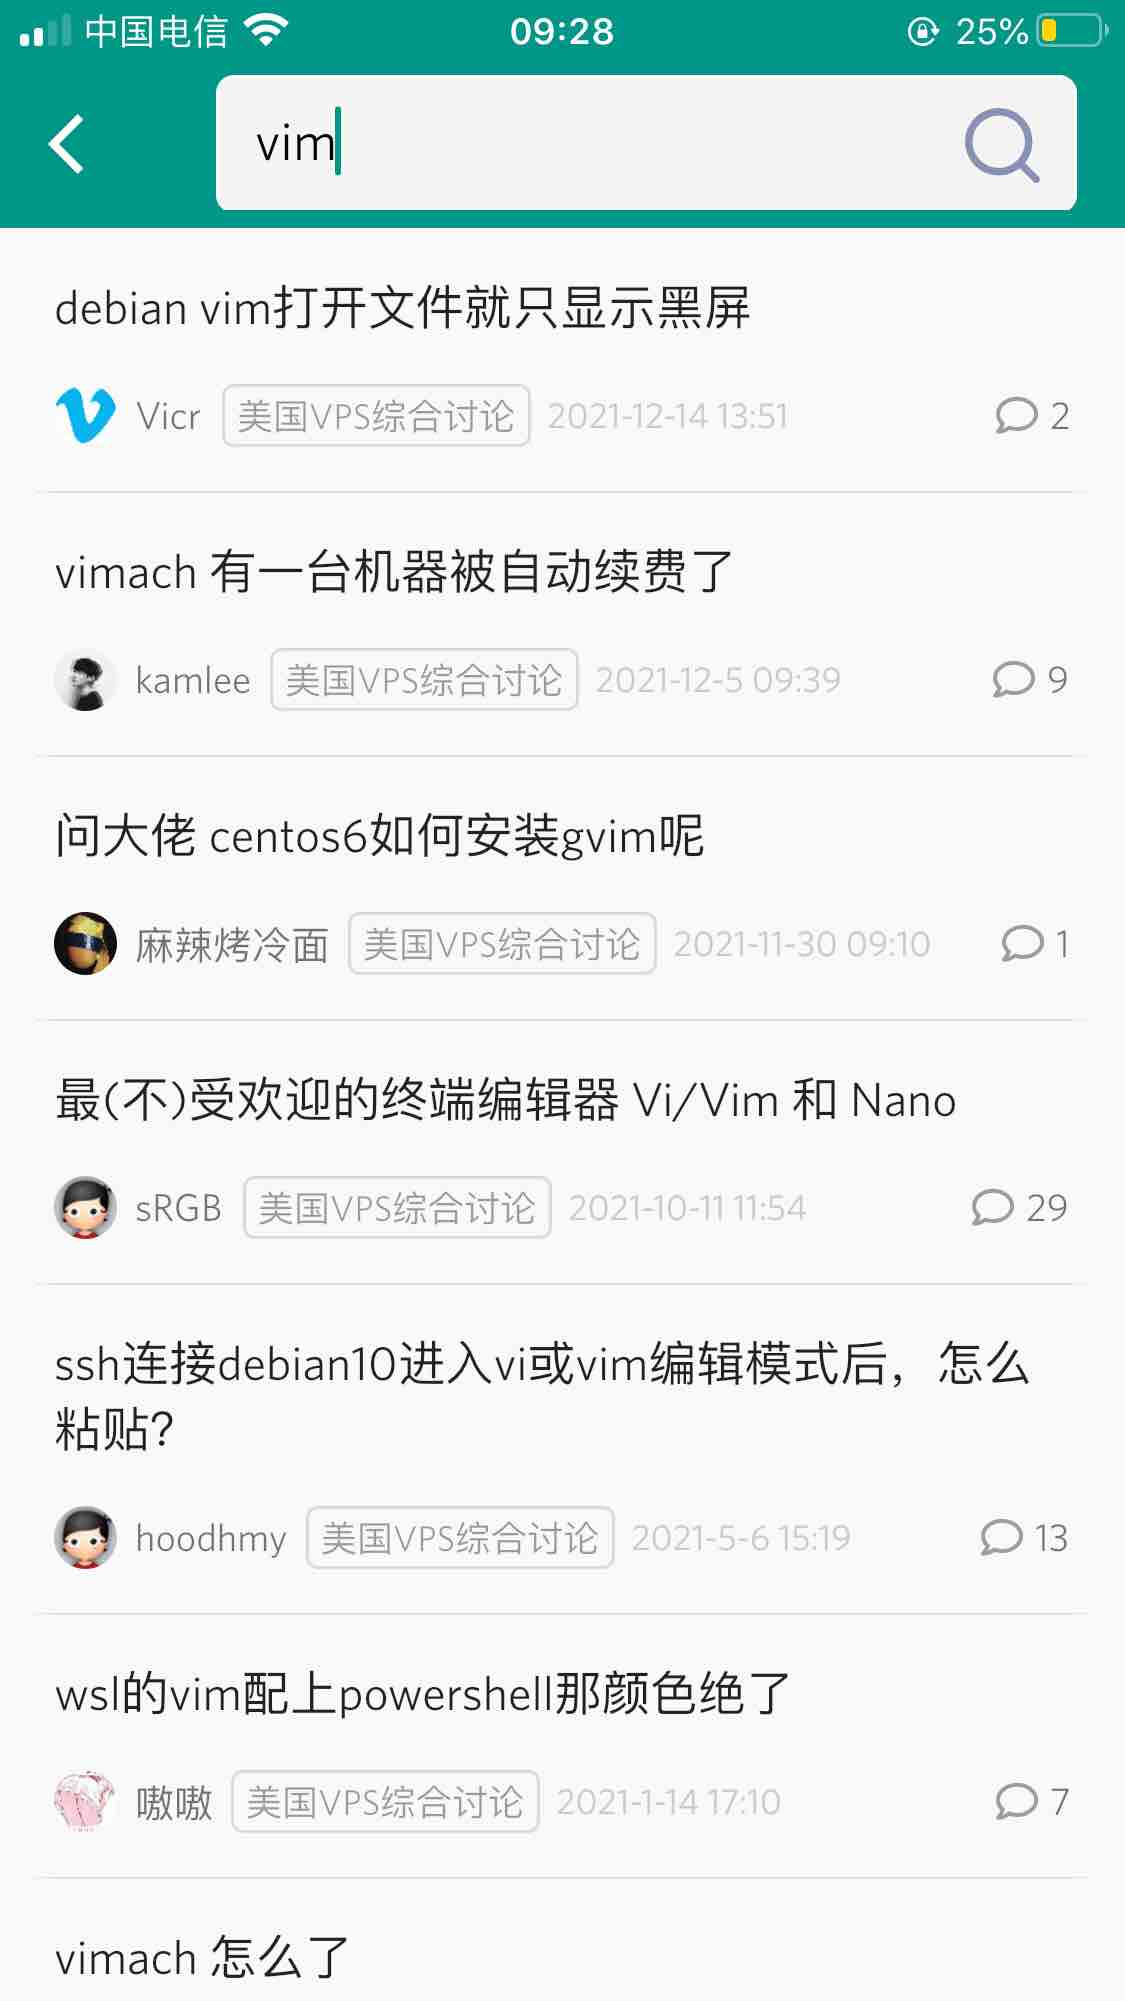 中国电信 09:28 25%
vim
debian vim打开文件就只显示黑屏
Vicr 美国VPS综合讨论 2021-12-14 13:51 2
vimach 有一台机器被自动续费了
kamlee 美国VPS综合讨论 2021-12-5 09:39 9
问大佬 centos6如何安装gvim呢
麻辣烤冷面 美国VPS综合讨论 2021-11-30 09:10 1
最(不)受欢迎的终端编辑器 Vi/Vim 和 Nano
sRGB 美国VPS综合讨论 2021-10-11 11:54 29
ssh连接debian10进入vi或vim编辑模式后，怎么
粘贴？
hoodhmy 美国VPS综合讨论 2021-5-6 15:19 13
wsl的vim配上powershell那颜色绝了
嗷嗷 美国VPS综合讨论 2021-1-14 17:10 7
vimach 怎么了